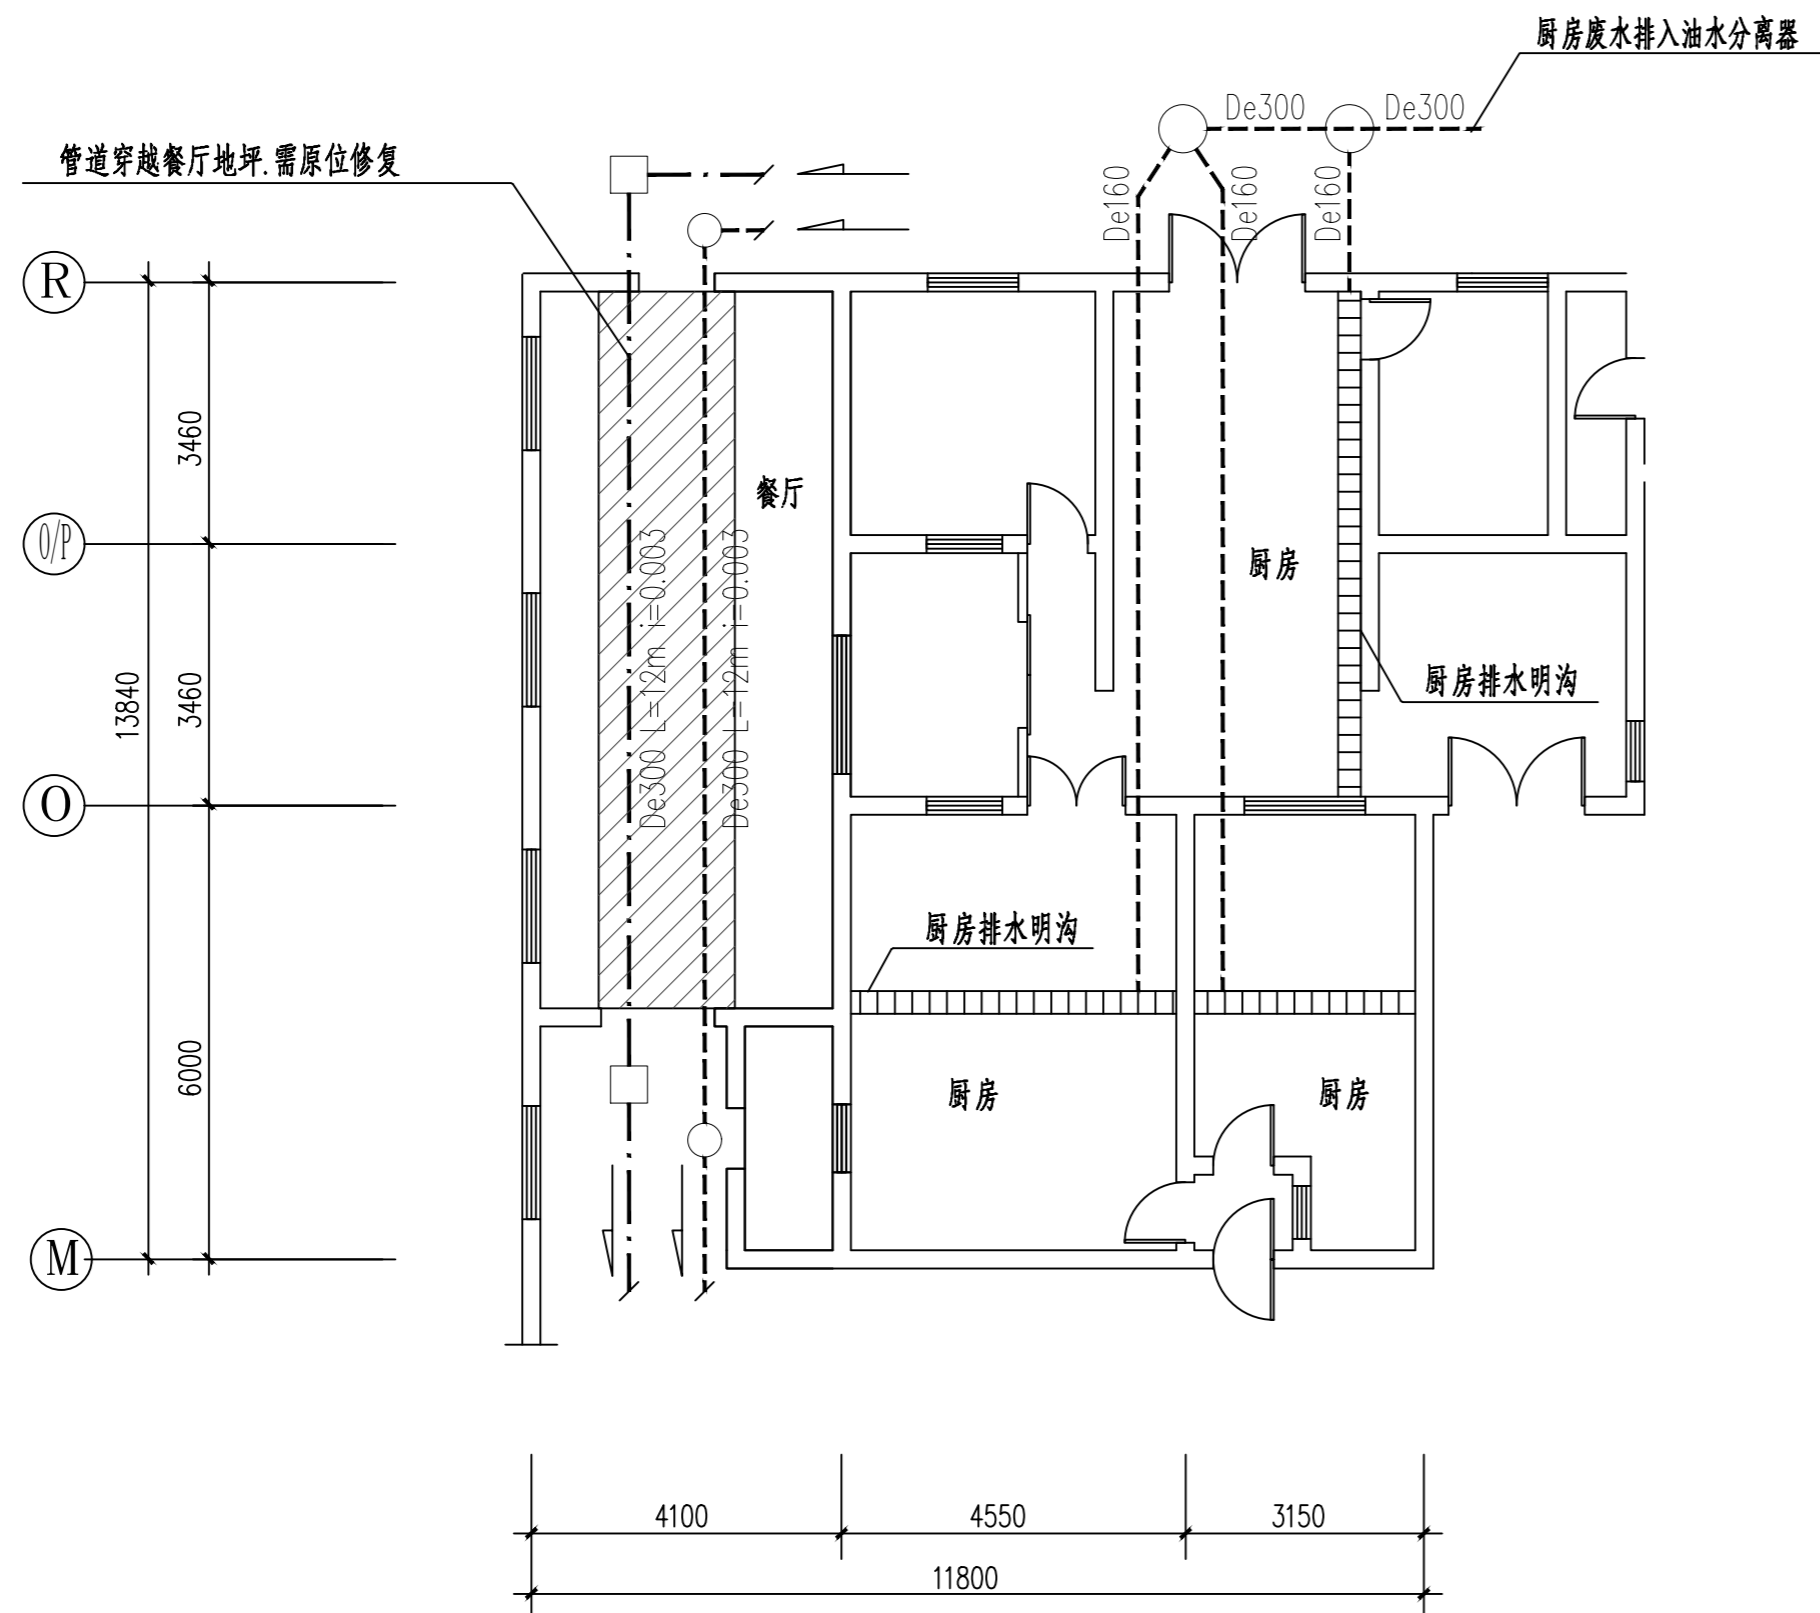 厨房废水排入油水分离器
De300
De300
管道穿越餐厅地坪.需原位修复
De160
De160
De160
R
3460
餐厅
0/P
厨房
De300 L=12m i=0.003
De300 L=12m i=0.003
13840
3460
厨房排水明沟
O
厨房排水明沟
6000
厨房
厨房
M
4100
4550
3150
11800